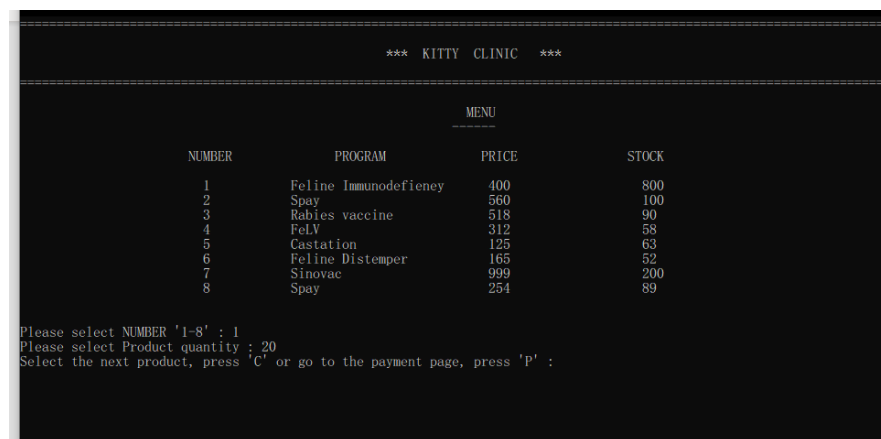 *** KITTY CLINIC ***
MENU
NUMBER PROGRAM PRICE STOCK
1 Feline Immunodefieney 400 800
2 Spay 560 100
3 Rabies vaccine 518 90
4 FeLV 312 58
5 Castation 125 63
6 Feline Distemper 165 52
7 Sinovac 999 200
8 Spay 254 89
Please select NUMBER '1-8' : 1
Please select Product quantity : 20
Select the next product, press 'C' or go to the payment page, press 'P' :